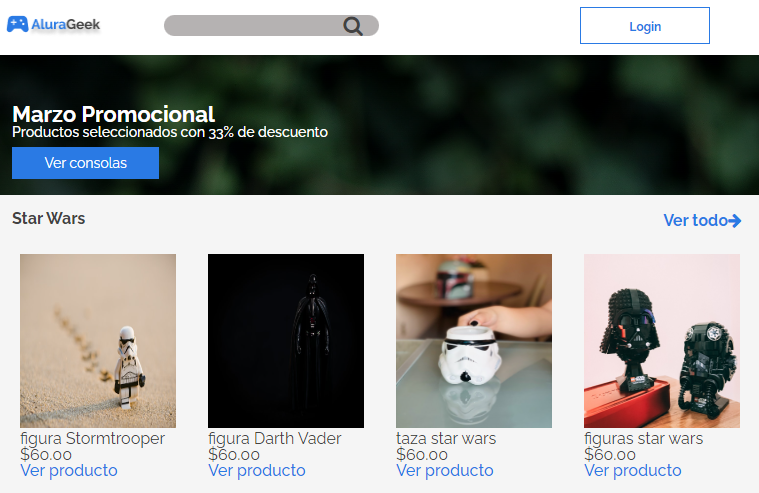 AluraGeek
Login
Marzo Promocional
Productos seleccionados con 33% de descuento
Ver consolas
Star Wars
Ver todo
figura Stormtrooper
$60.00
Ver producto
figura Darth Vader
$60.00
Ver producto
taza star wars
$60.00
Ver producto
figuras star wars
$60.00
Ver producto